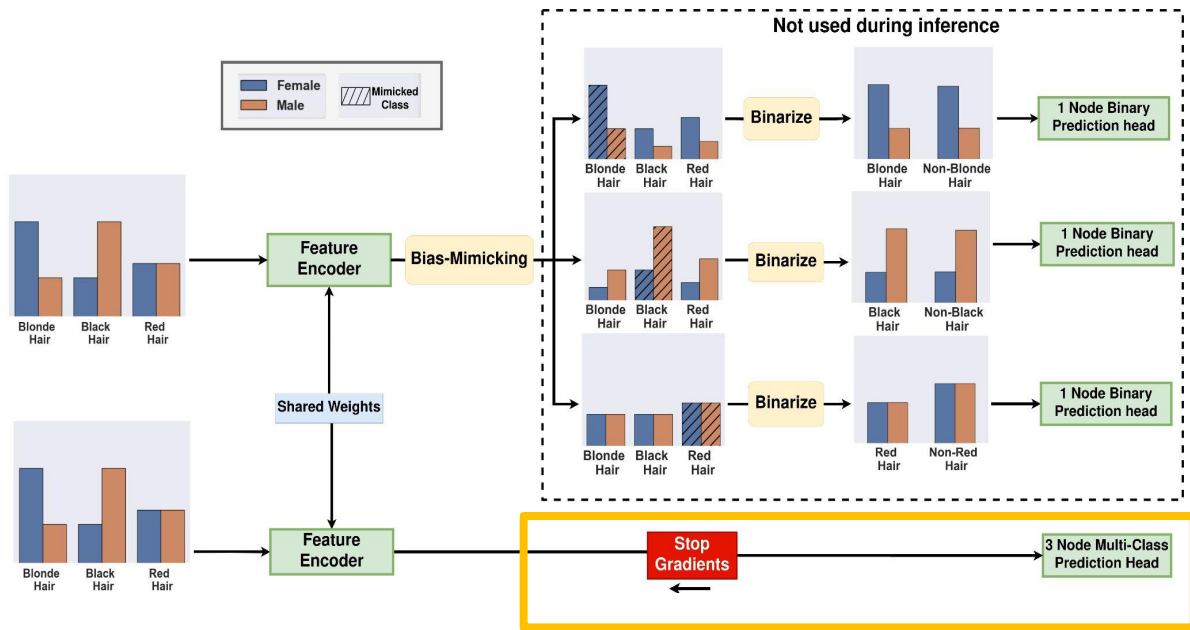 Not used during inference
Female
Male
Mimicked
Class
Blonde
Hair
Black
Hair
Red
Hair
Binarize
Blonde
Hair
Non-Blonde
Hair
1 Node Binary
Prediction head
Blonde
Hair
Black
Hair
Red
Hair
Feature
Encoder
Bias-Mimicking
Blonde
Hair
Black
Hair
Red
Hair
Binarize
Black
Hair
Non-Black
Hair
1 Node Binary
Prediction head
Shared Weights
Blonde
Hair
Black
Hair
Red
Hair
Binarize
Red
Hair
Non-Red
Hair
1 Node Binary
Prediction head
Blonde
Hair
Black
Hair
Red
Hair
Feature
Encoder
Stop
Gradients
3 Node Multi-Class
Prediction Head